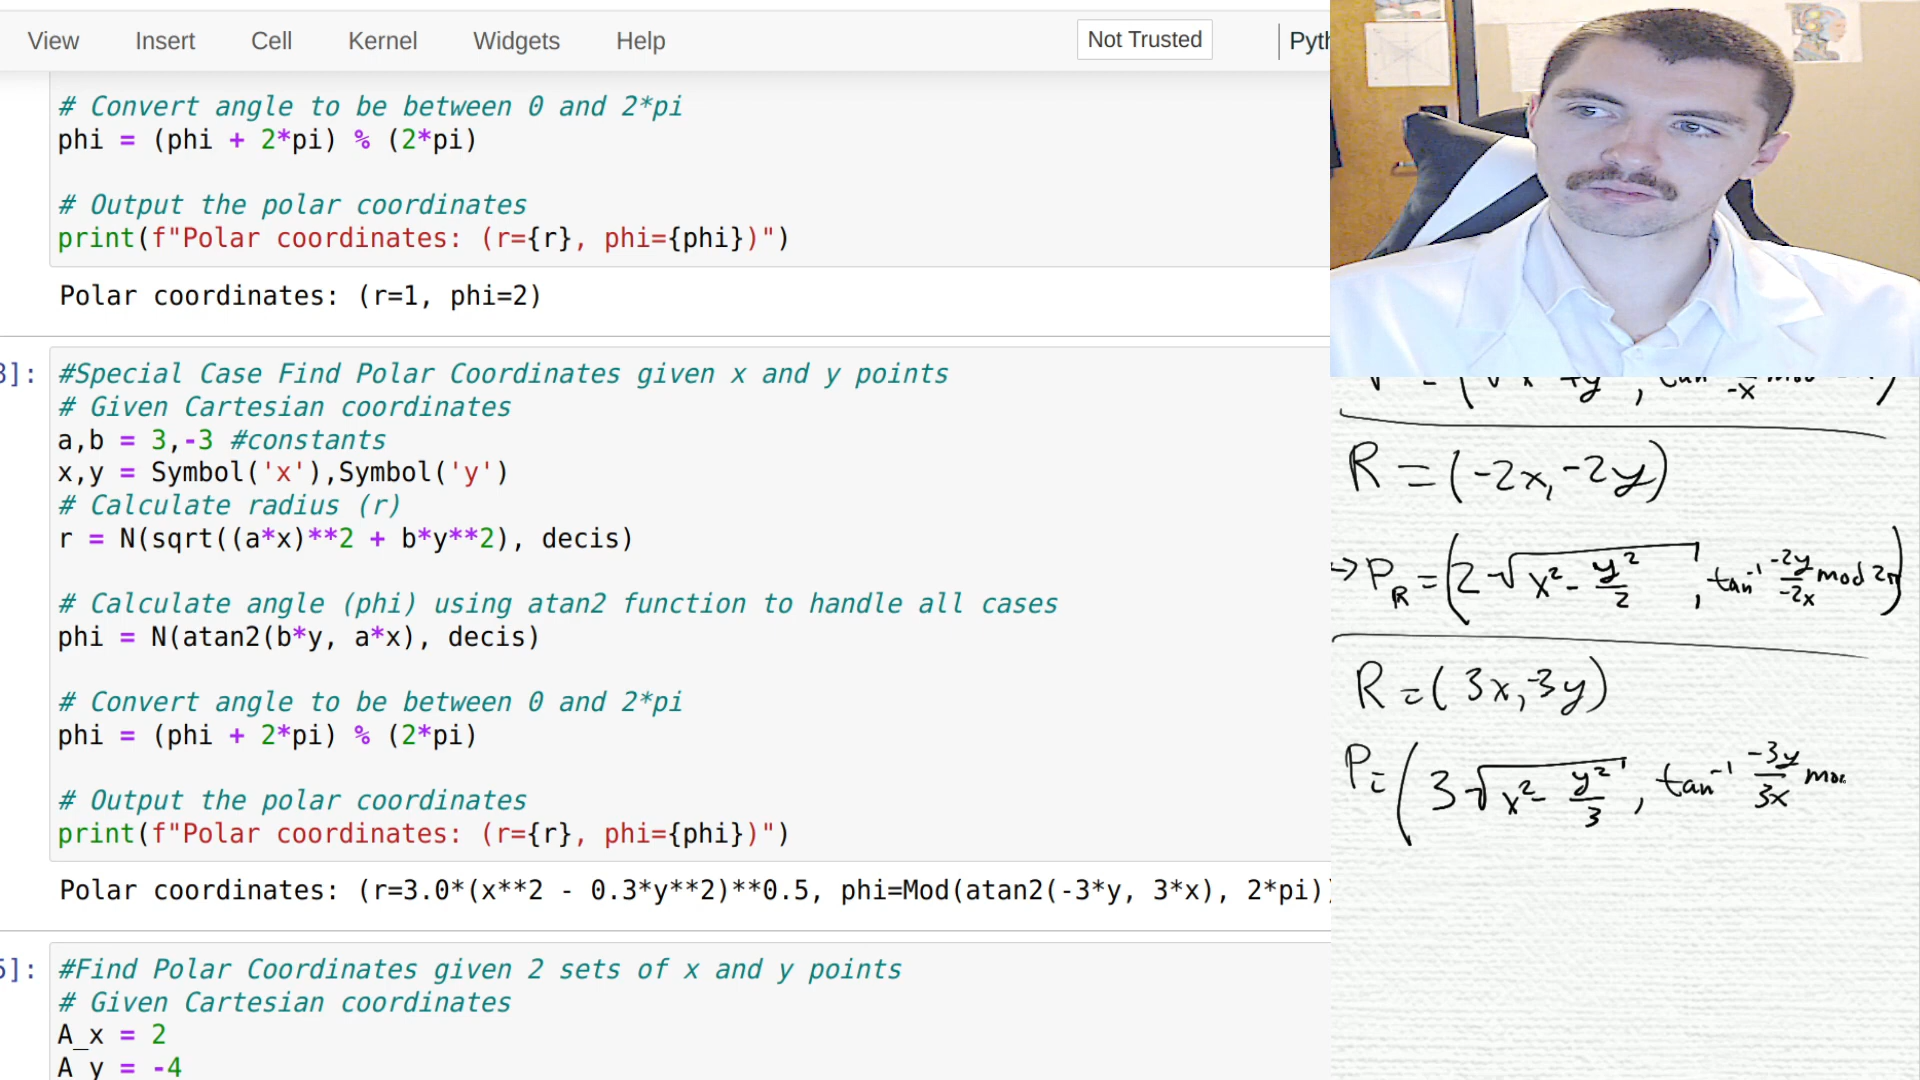 View Insert Cell Kernel Widgets Help Not Trusted Pyth
# Convert angle to be between 0 and 2*pi
phi = (phi + 2*pi) % (2*pi)
# Output the polar coordinates
print(f"Polar coordinates: (r={r}, phi={phi})")
Polar coordinates: (r=1, phi=2)
3]:
#Special Case Find Polar Coordinates given x and y points
# Given Cartesian coordinates
a,b = 3,-3 #constants
x,y = Symbol('x'),Symbol('y')
# Calculate radius (r)
r = N(sqrt((a*x)**2 + b*y**2), decis)
# Calculate angle (phi) using atan2 function to handle all cases
phi = N(atan2(b*y, a*x), decis)
# Convert angle to be between 0 and 2*pi
phi = (phi + 2*pi) % (2*pi)
# Output the polar coordinates
print(f"Polar coordinates: (r={r}, phi={phi})")
Polar coordinates: (r=3.0*(x**2 - 0.3*y**2)**0.5, phi=Mod(atan2(-3*y, 3*x), 2*pi))
5]:
#Find Polar Coordinates given 2 sets of x and y points
# Given Cartesian coordinates
A_x = 2
A_y = -4
R = (-2x, -2y)
→ P_R = (2√(x² - y²/2), tan⁻¹ -2y/-2x mod 2π)
R = (3x, -3y)
P = (3√(x² - y²/3), tan⁻¹ -3y/3x mod